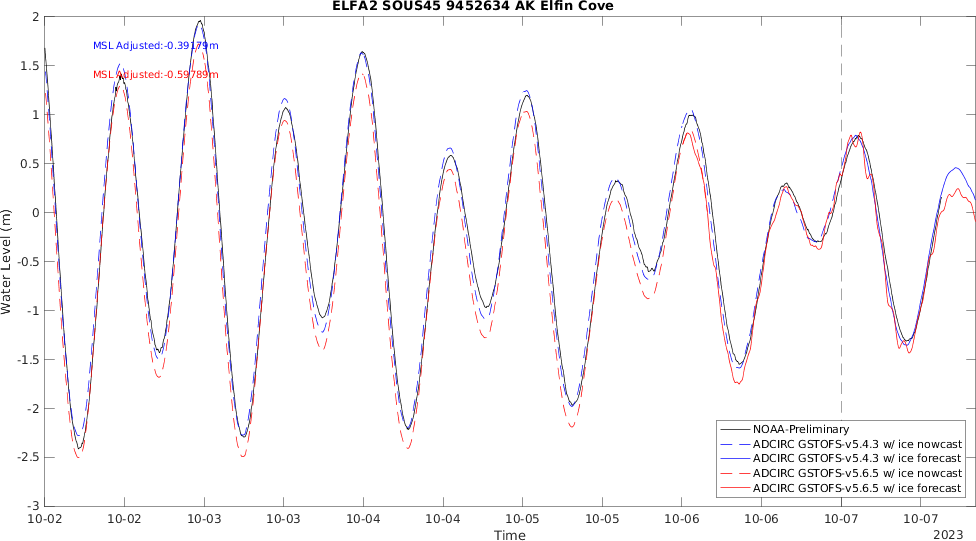 ELFA2 SOUS45 9452634 AK Elfin Cove
MSL Adjusted:-0.39179m
MSL Adjusted:-0.59789m
Water Level (m)
2
1.5
1
0.5
0
-0.5
-1
-1.5
-2
-2.5
-3
NOAA-Preliminary
ADCIRC GSTOFS-v5.4.3 w/ ice nowcast
ADCIRC GSTOFS-v5.4.3 w/ ice forecast
ADCIRC GSTOFS-v5.6.5 w/ ice nowcast
ADCIRC GSTOFS-v5.6.5 w/ ice forecast
10-02 10-02 10-03 10-03 10-04 10-04 10-05 10-05 10-06 10-06 10-07 10-07
Time
2023